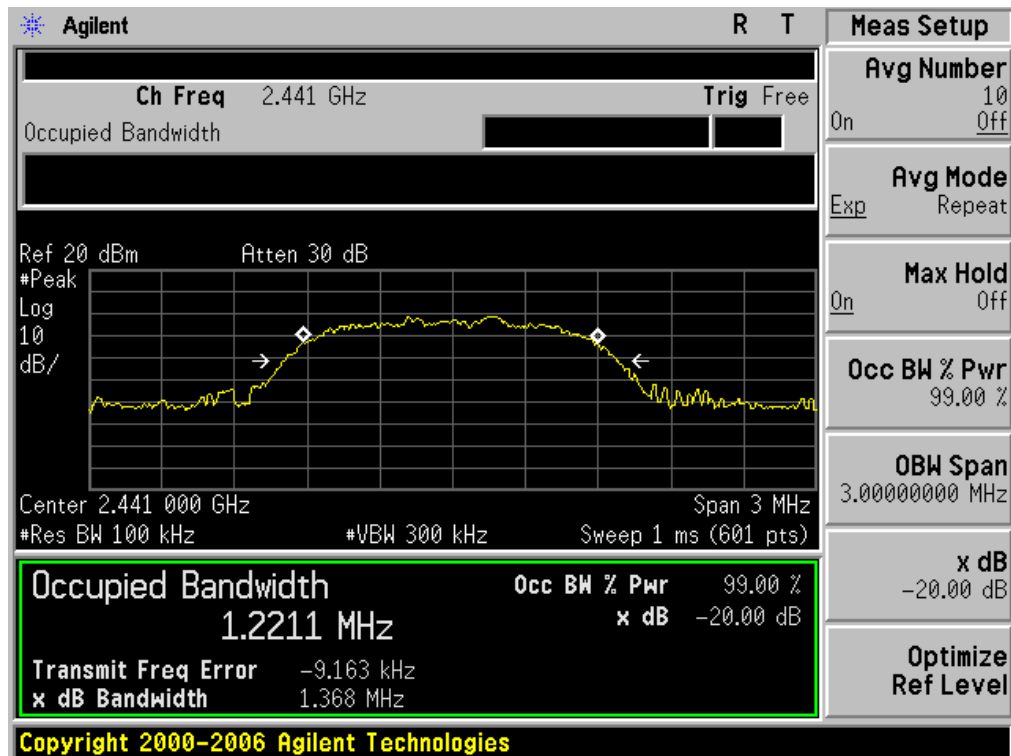 Agilent R T
Ch Freq 2.441 GHz Trig Free
Occupied Bandwidth
Ref 20 dBm Atten 30 dB
#Peak
Log
10
dB/
Center 2.441 000 GHz Span 3 MHz
#Res BW 100 kHz #VBW 300 kHz Sweep 1 ms (601 pts)
Occupied Bandwidth
1.2211 MHz
Occ BW % Pwr 99.00 %
x dB -20.00 dB
Transmit Freq Error -9.163 kHz
x dB Bandwidth 1.368 MHz
Copyright 2000-2006 Agilent Technologies
Meas Setup
Avg Number
10
On Off
Avg Mode
Exp Repeat
Max Hold
On Off
Occ BW % Pwr
99.00 %
OBW Span
3.00000000 MHz
x dB
-20.00 dB
Optimize
Ref Level